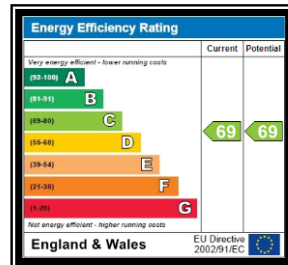 Energy Efficiency Rating
Current Potential
Very energy efficient - lower running costs
(92-100) A
(81-91) B
(69-80) C
69 69
(55-68) D
(39-54) E
(21-38) F
(1-20) G
Not energy efficient - higher running costs
England & Wales
EU Directive
2002/91/EC